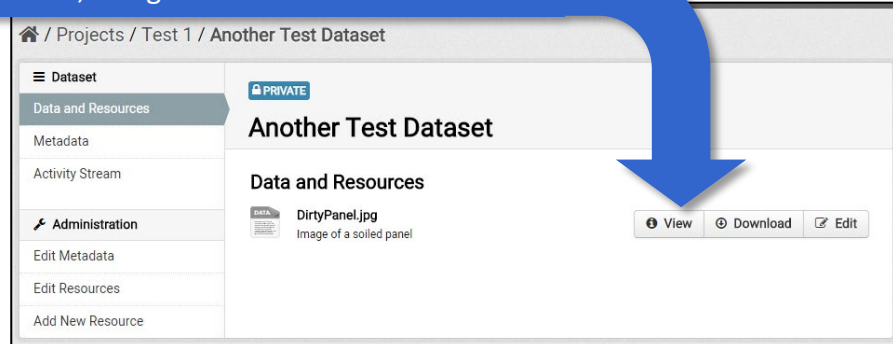 / Projects / Test 1 / Another Test Dataset
Dataset
Data and Resources
Metadata
Activity Stream
Administration
Edit Metadata
Edit Resources
Add New Resource
PRIVATE
Another Test Dataset
Data and Resources
DATA
DirtyPanel.jpg
Image of a soiled panel
View Download Edit